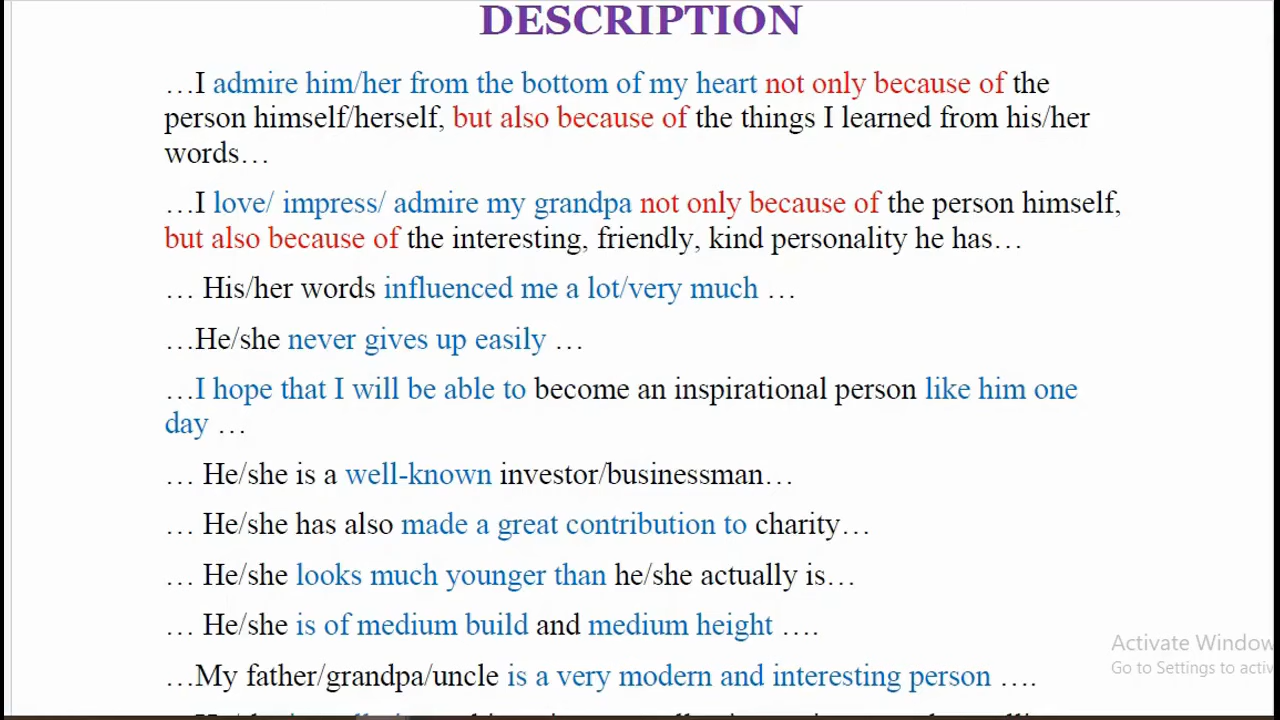 DESCRIPTION
…I admire him/her from the bottom of my heart not only because of the
person himself/herself, but also because of the things I learned from his/her
words…
…I love/ impress/ admire my grandpa not only because of the person himself,
but also because of the interesting, friendly, kind personality he has…
… His/her words influenced me a lot/very much …
…He/she never gives up easily …
…I hope that I will be able to become an inspirational person like him one
day …
… He/she is a well-known investor/businessman…
… He/she has also made a great contribution to charity…
… He/she looks much younger than he/she actually is…
… He/she is of medium build and medium height ….
Activate Window
Go to Settings to activ
…My father/grandpa/uncle is a very modern and interesting person ….